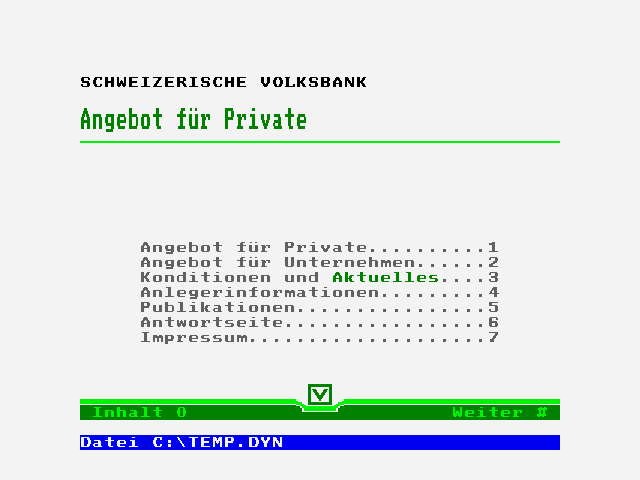 SCHWEIZERISCHE VOLKSBANK
Angebot für Private
Angebot für Private..........1
Angebot für Unternehmen......2
Konditionen und Aktuelles....3
Anlegerinformationen.........4
Publikationen................5
Antwortseite.................6
Impressum....................7
V
Inhalt 0 Weiter #
Datei C:\TEMP.DYN